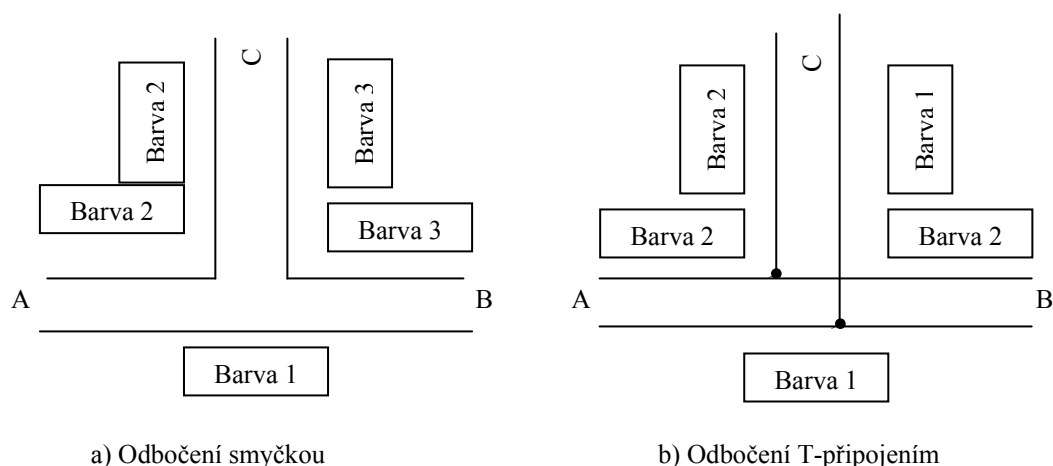 C
Barva 2
Barva 3
Barva 2
Barva 3
A
B
Barva 1
a) Odbočení smyčkou
C
Barva 2
Barva 1
Barva 2
Barva 2
A
B
Barva 1
b) Odbočení T-připojením